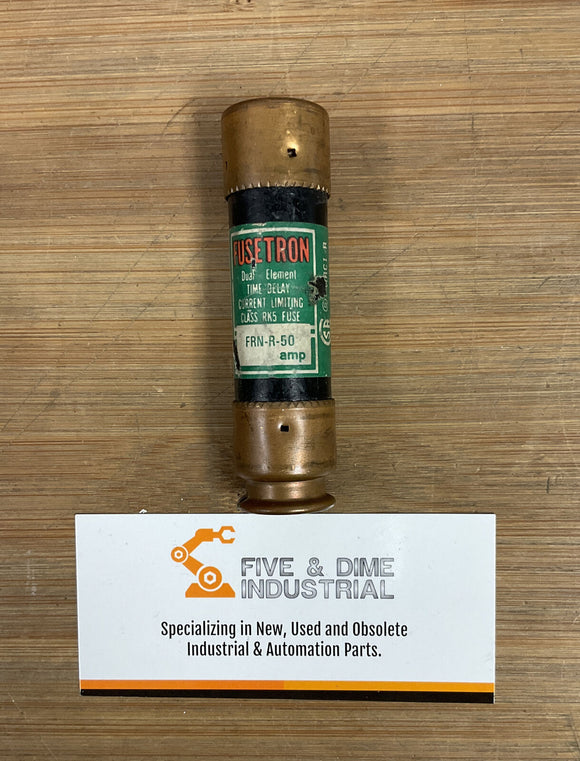 FUSETRON
Dual - Element
TIME DELAY
CURRENT LIMITING
CLASS RK5 FUSE
FRN-R-50
amp
FIVE & DIME
INDUSTRIAL
Specializing in New, Used and Obsolete
Industrial & Automation Parts.